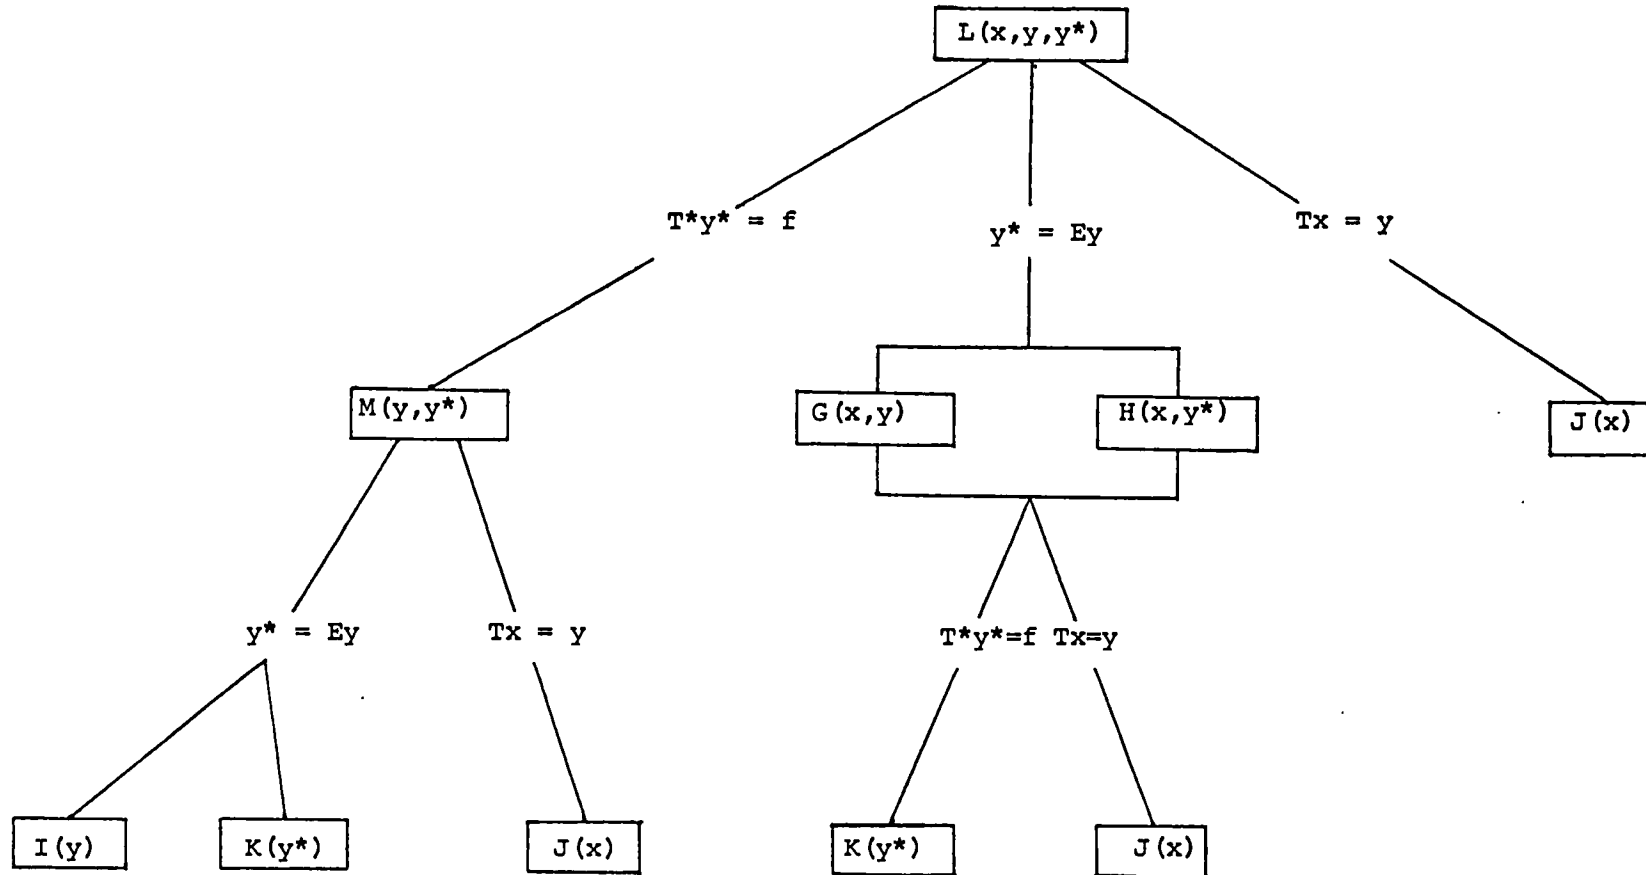 L(x,y,y*)
T*y* = f
y* = Ey
Tx = y
M(y,y*)
G(x,y)
H(x,y*)
J(x)
y* = Ey
Tx = y
T*y*=f Tx=y
I(y)
K(y*)
J(x)
K(y*)
J(x)